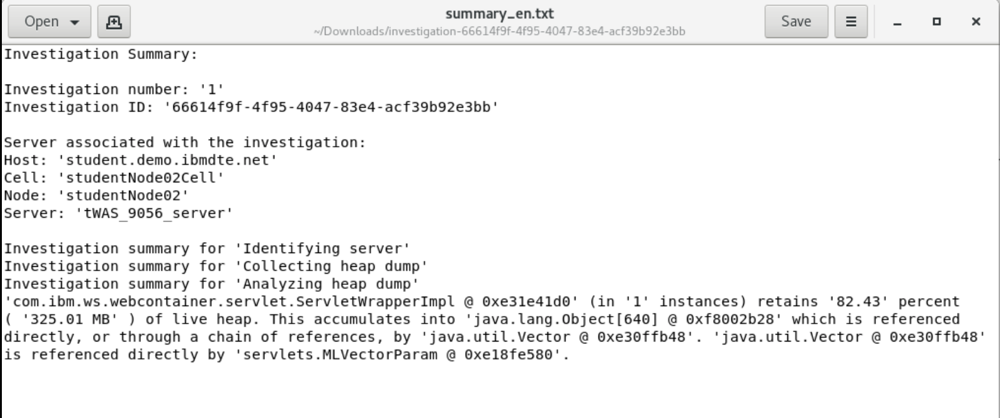 Open
summary_en.txt
~/Downloads/investigation-66614f9f-4f95-4047-83e4-acf39b92e3bb
Save
Investigation Summary:
Investigation number: '1'
Investigation ID: '66614f9f-4f95-4047-83e4-acf39b92e3bb'
Server associated with the investigation:
Host: 'student.demo.ibmdte.net'
Cell: 'studentNode02Cell'
Node: 'studentNode02'
Server: 'tWAS_9056_server'
Investigation summary for 'Identifying server'
Investigation summary for 'Collecting heap dump'
Investigation summary for 'Analyzing heap dump'
'com.ibm.ws.webcontainer.servlet.ServletWrapperImpl @ 0xe31e41d0' (in '1' instances) retains '82.43' percent
( '325.01 MB' ) of live heap. This accumulates into 'java.lang.Object[640] @ 0xf8002b28' which is referenced
directly, or through a chain of references, by 'java.util.Vector @ 0xe30ffb48'. 'java.util.Vector @ 0xe30ffb48'
is referenced directly by 'servlets.MLVectorParam @ 0xe18fe580'.